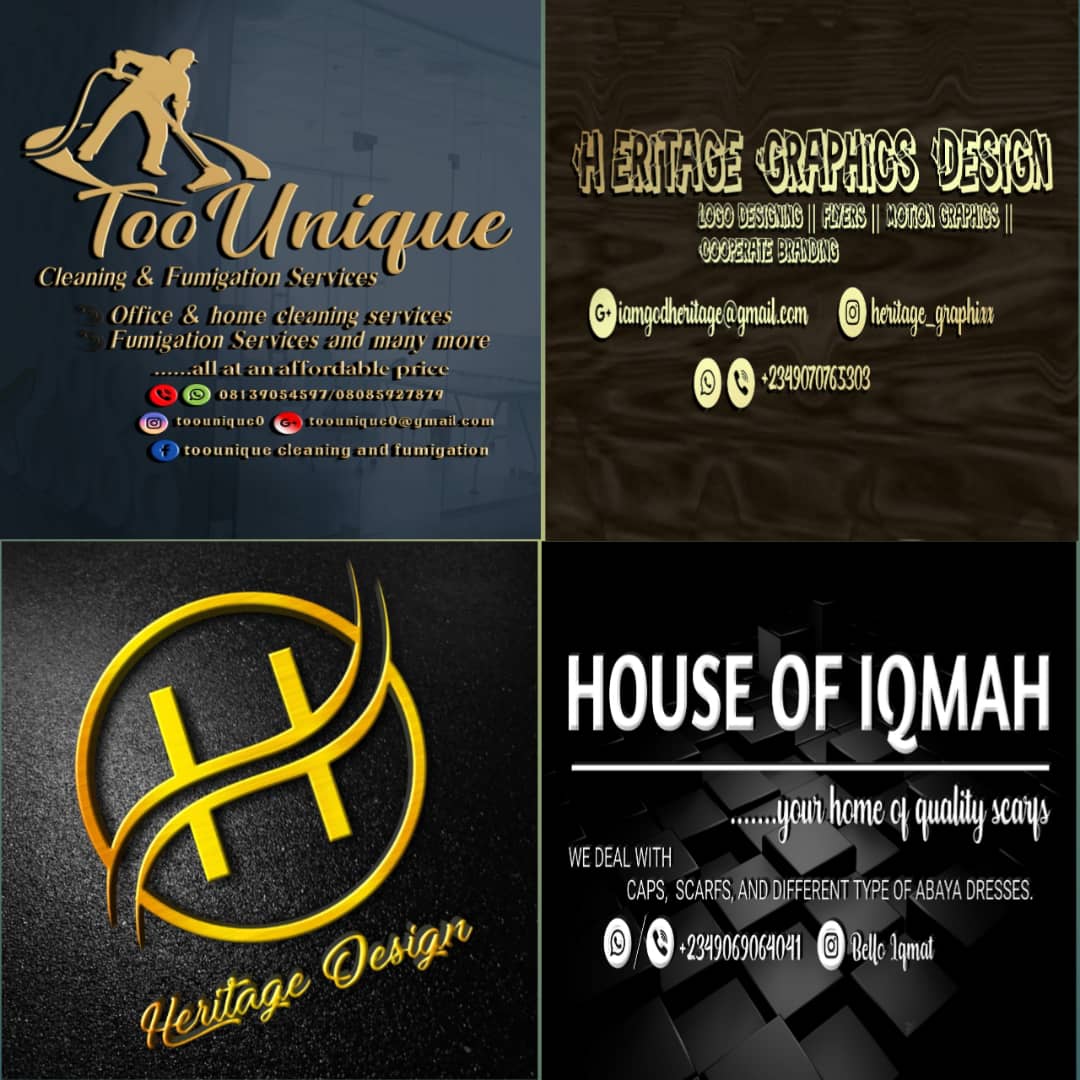 Too Unique
Cleaning & Fumigation Services
Office & home cleaning services
Fumigation Services and many more
......all at an affordable price
08139054597/08085927879
toounique0 G+ toounique0@gmail.com
f toounique cleaning and fumigation
H ERITAGE GRAPHICS DESIGN
LOGO DESIGNING || FLYERS || MOTION GRAPHICS ||
COOPERATE BRANDING
G+ iamgodheritage@gmail.com heritage_graphixx
+2349070765303
H
Heritage Design
HOUSE OF IQMAH
.......your home of quality scarfs
WE DEAL WITH
CAPS, SCARFS, AND DIFFERENT TYPE OF ABAYA DRESSES.
/ +2349069064041 Bello Iqmat